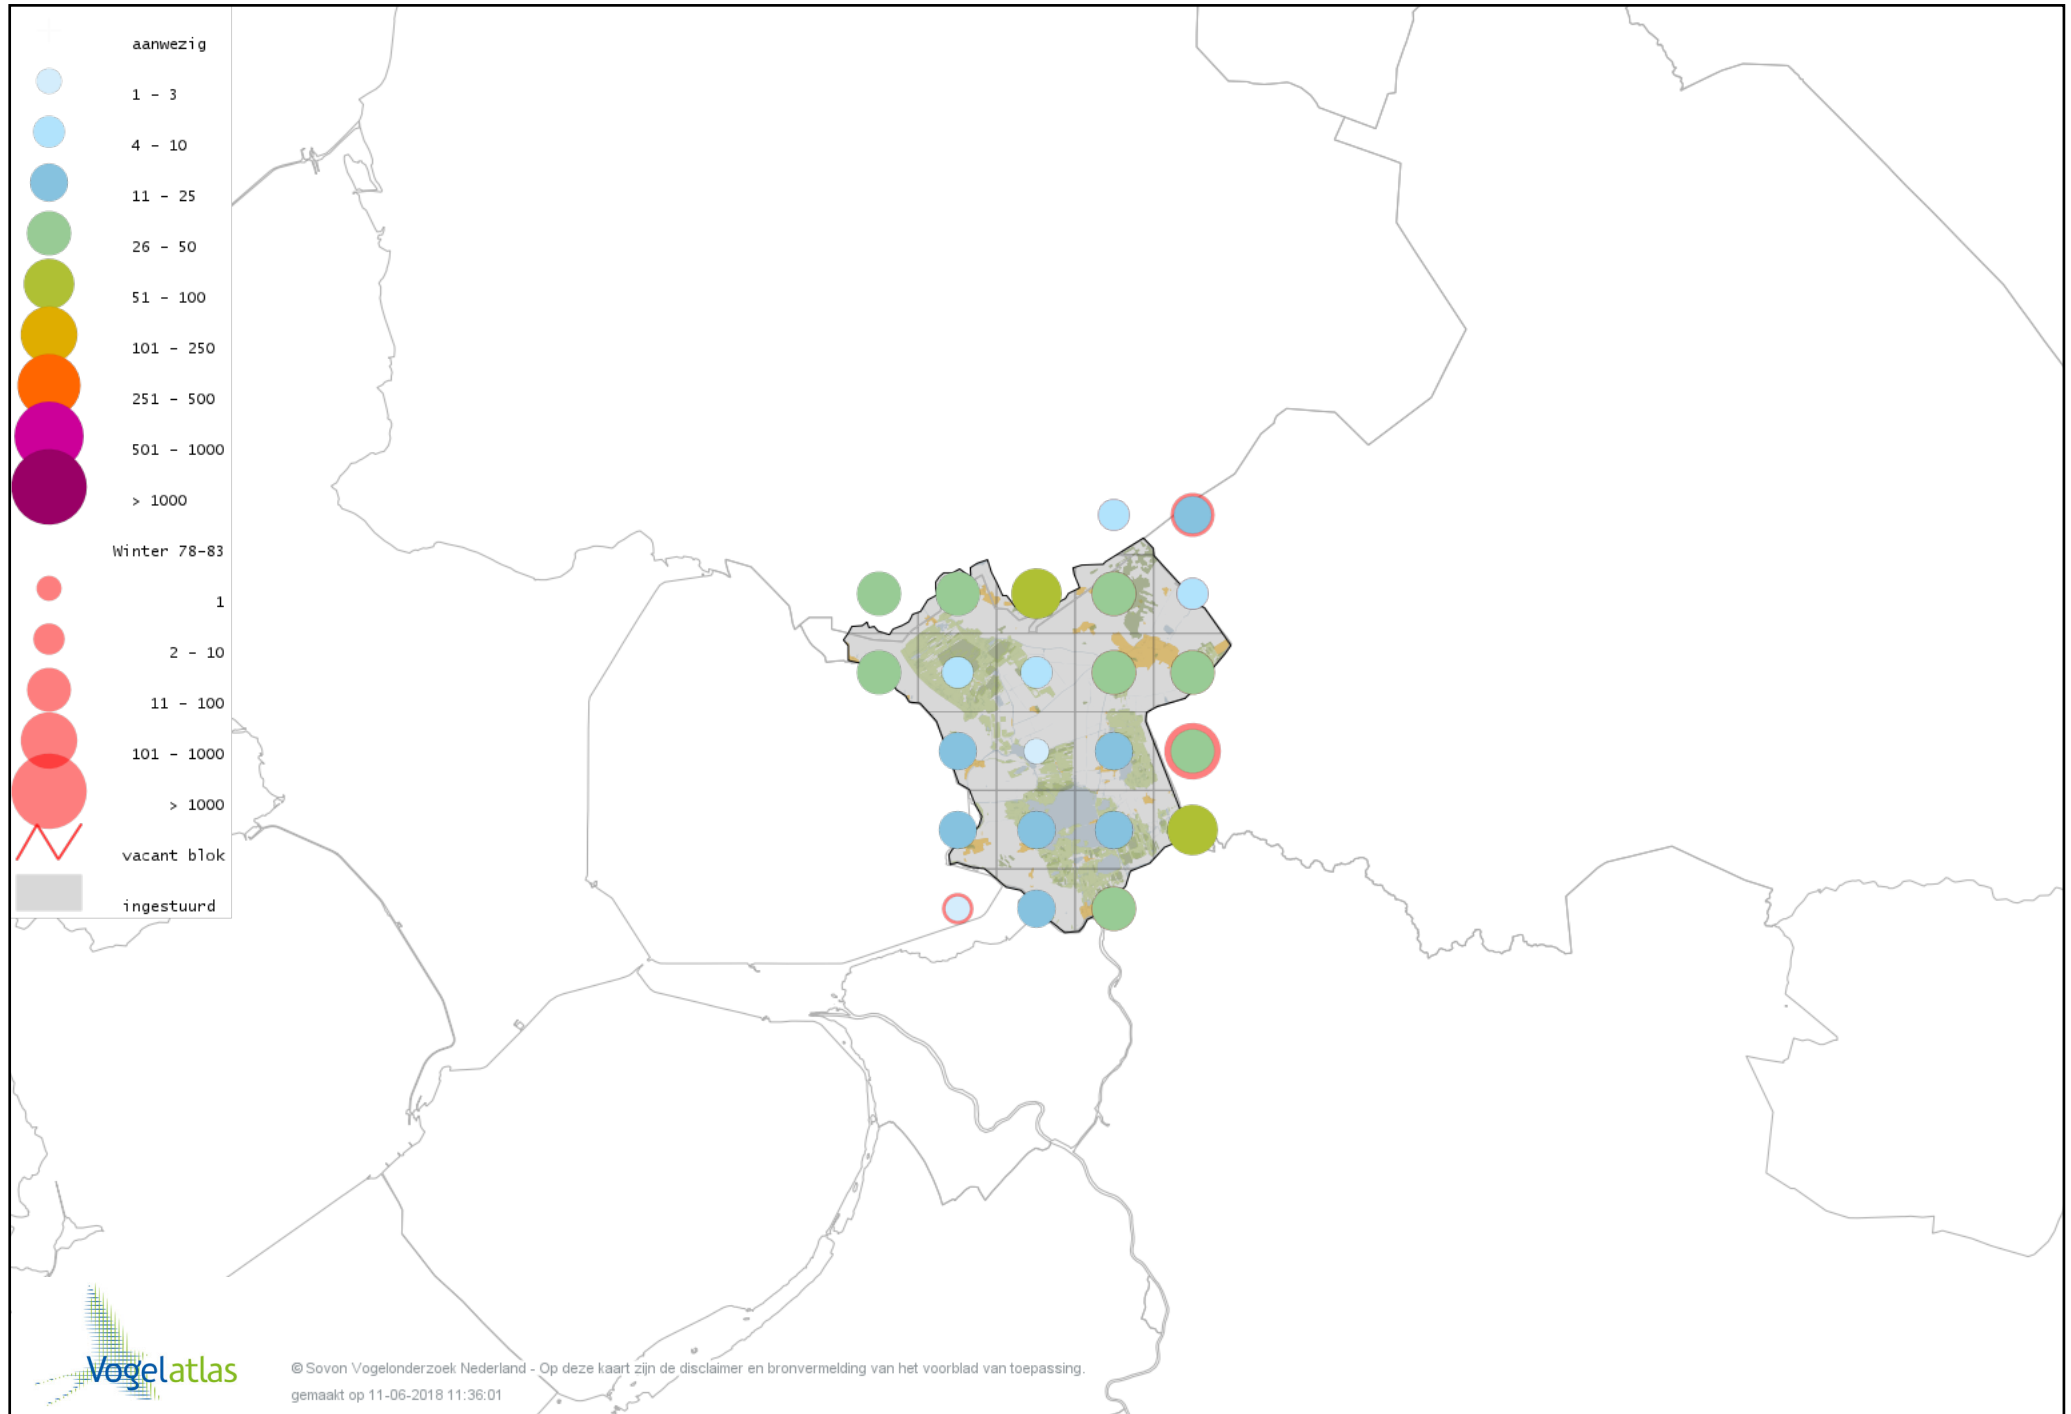 aanwezig
1 - 3
4 - 10
11 - 25
26 - 50
51 - 100
101 - 250
251 - 500
501 - 1000
> 1000
Winter 78-83
1
2 - 10
11 - 100
101 - 1000
> 1000
vacant blok
ingestuurd
Vogelatlas
© Sovon Vogelonderzoek Nederland - Op deze kaart zijn de disclaimer en bronvermelding van het voorblad van toepassing.
gemaakt op 11-06-2018 11:36:01